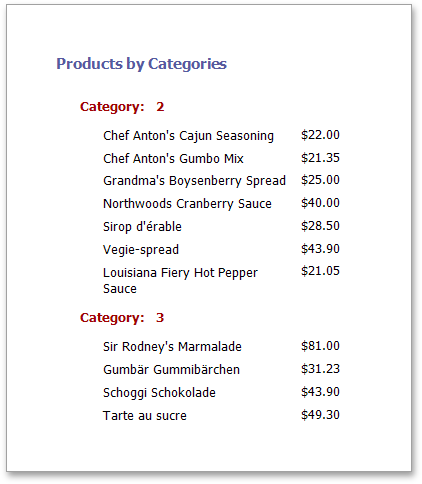 Products by Categories
Category: 2
Chef Anton's Cajun Seasoning $22.00
Chef Anton's Gumbo Mix $21.35
Grandma's Boysenberry Spread $25.00
Northwoods Cranberry Sauce $40.00
Sirop d'érable $28.50
Vegie-spread $43.90
Louisiana Fiery Hot Pepper $21.05
Sauce
Category: 3
Sir Rodney's Marmalade $81.00
Gumbär Gummibärchen $31.23
Schoggi Schokolade $43.90
Tarte au sucre $49.30